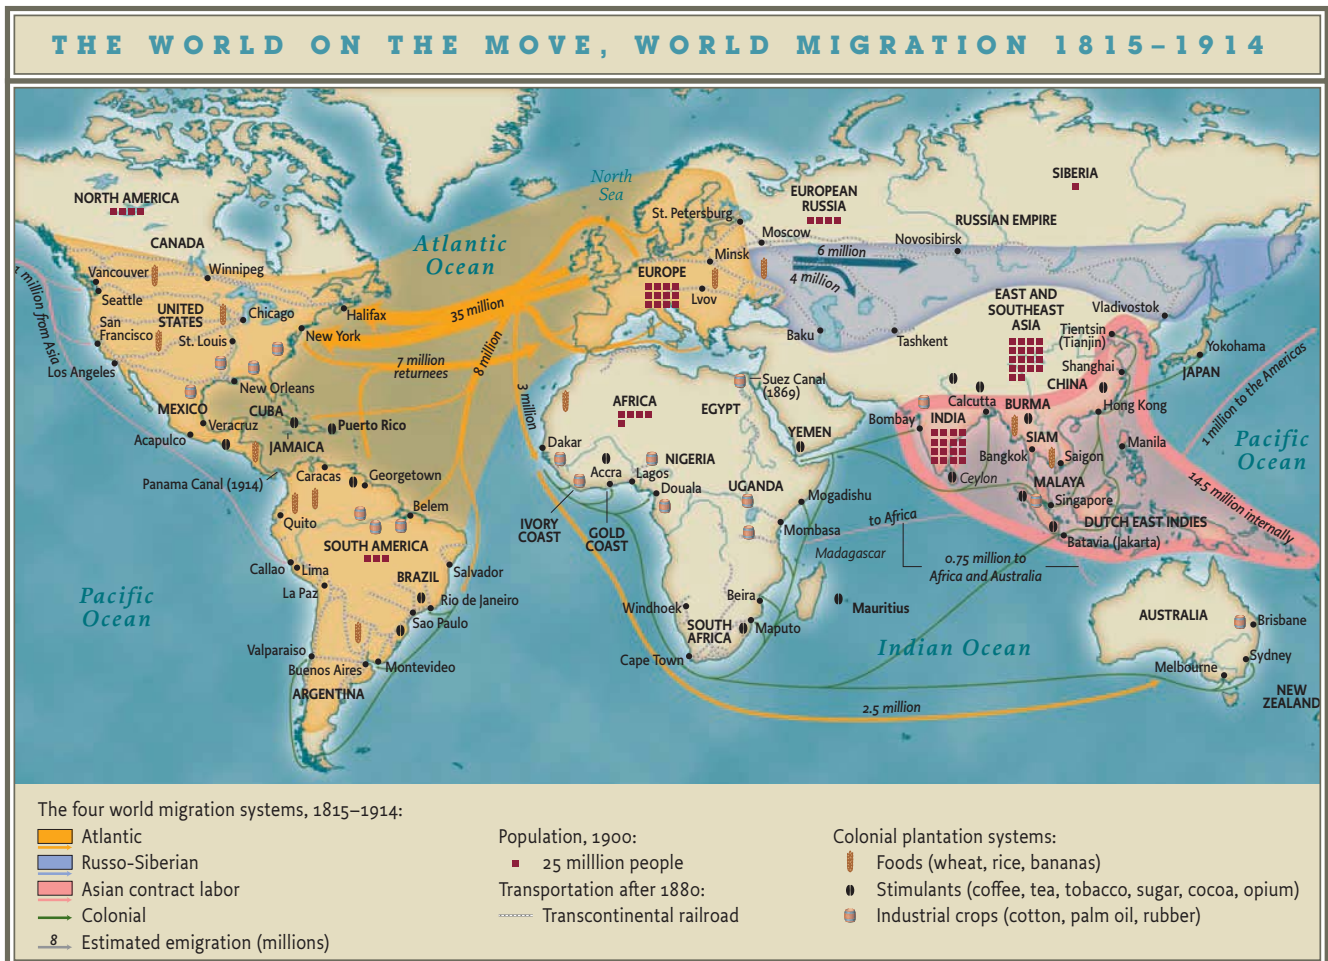 THE WORLD ON THE MOVE, WORLD MIGRATION 1815–1914
North
Sea
NORTH AMERICA
CANADA
Vancouver
Winnipeg
Seattle
UNITED
STATES
Chicago
Halifax
San
Francisco
St. Louis
New York
Los Angeles
New Orleans
MEXICO
CUBA
Veracruz
Puerto Rico
Acapulco
JAMAICA
Panama Canal (1914)
Caracas
Georgetown
Belem
Quito
SOUTH AMERICA
Callao
Lima
BRAZIL
Salvador
La Paz
Rio de Janeiro
Sao Paulo
Valparaiso
Buenos Aires
Montevideo
ARGENTINA
Pacific
Ocean
1 million from Asia
Atlantic
Ocean
35 million
7 million
returnees
8 million
3 million
St. Petersburg
EUROPEAN
RUSSIA
SIBERIA
RUSSIAN EMPIRE
Moscow
Novosibirsk
Minsk
6 million
4 million
EUROPE
Lvov
Baku
Tashkent
EAST AND
SOUTHEAST
ASIA
Vladivostok
Tientsin
(Tianjin)
Yokohama
Shanghai
JAPAN
CHINA
Suez Canal
(1869)
AFRICA
EGYPT
Calcutta
BURMA
Hong Kong
Bombay
INDIA
1 million to the Americas
YEMEN
SIAM
Manila
Pacific
Ocean
Dakar
Bangkok
Saigon
Accra
Lagos
NIGERIA
Ceylon
MALAYA
14.5 million internally
Douala
UGANDA
Mogadishu
Singapore
IVORY
COAST
GOLD
COAST
Mombasa
to Africa
DUTCH EAST INDIES
Batavia (Jakarta)
Madagascar
0.75 million to
Africa and Australia
Windhoek
Beira
Mauritius
AUSTRALIA
Brisbane
SOUTH
AFRICA
Maputo
Indian Ocean
Cape Town
Sydney
Melbourne
2.5 million
NEW
ZEALAND
The four world migration systems, 1815–1914:
Atlantic
Russo-Siberian
Asian contract labor
Colonial
8 Estimated emigration (millions)
Population, 1900:
25 milllion people
Transportation after 1880:
Transcontinental railroad
Colonial plantation systems:
Foods (wheat, rice, bananas)
Stimulants (coffee, tea, tobacco, sugar, cocoa, opium)
Industrial crops (cotton, palm oil, rubber)